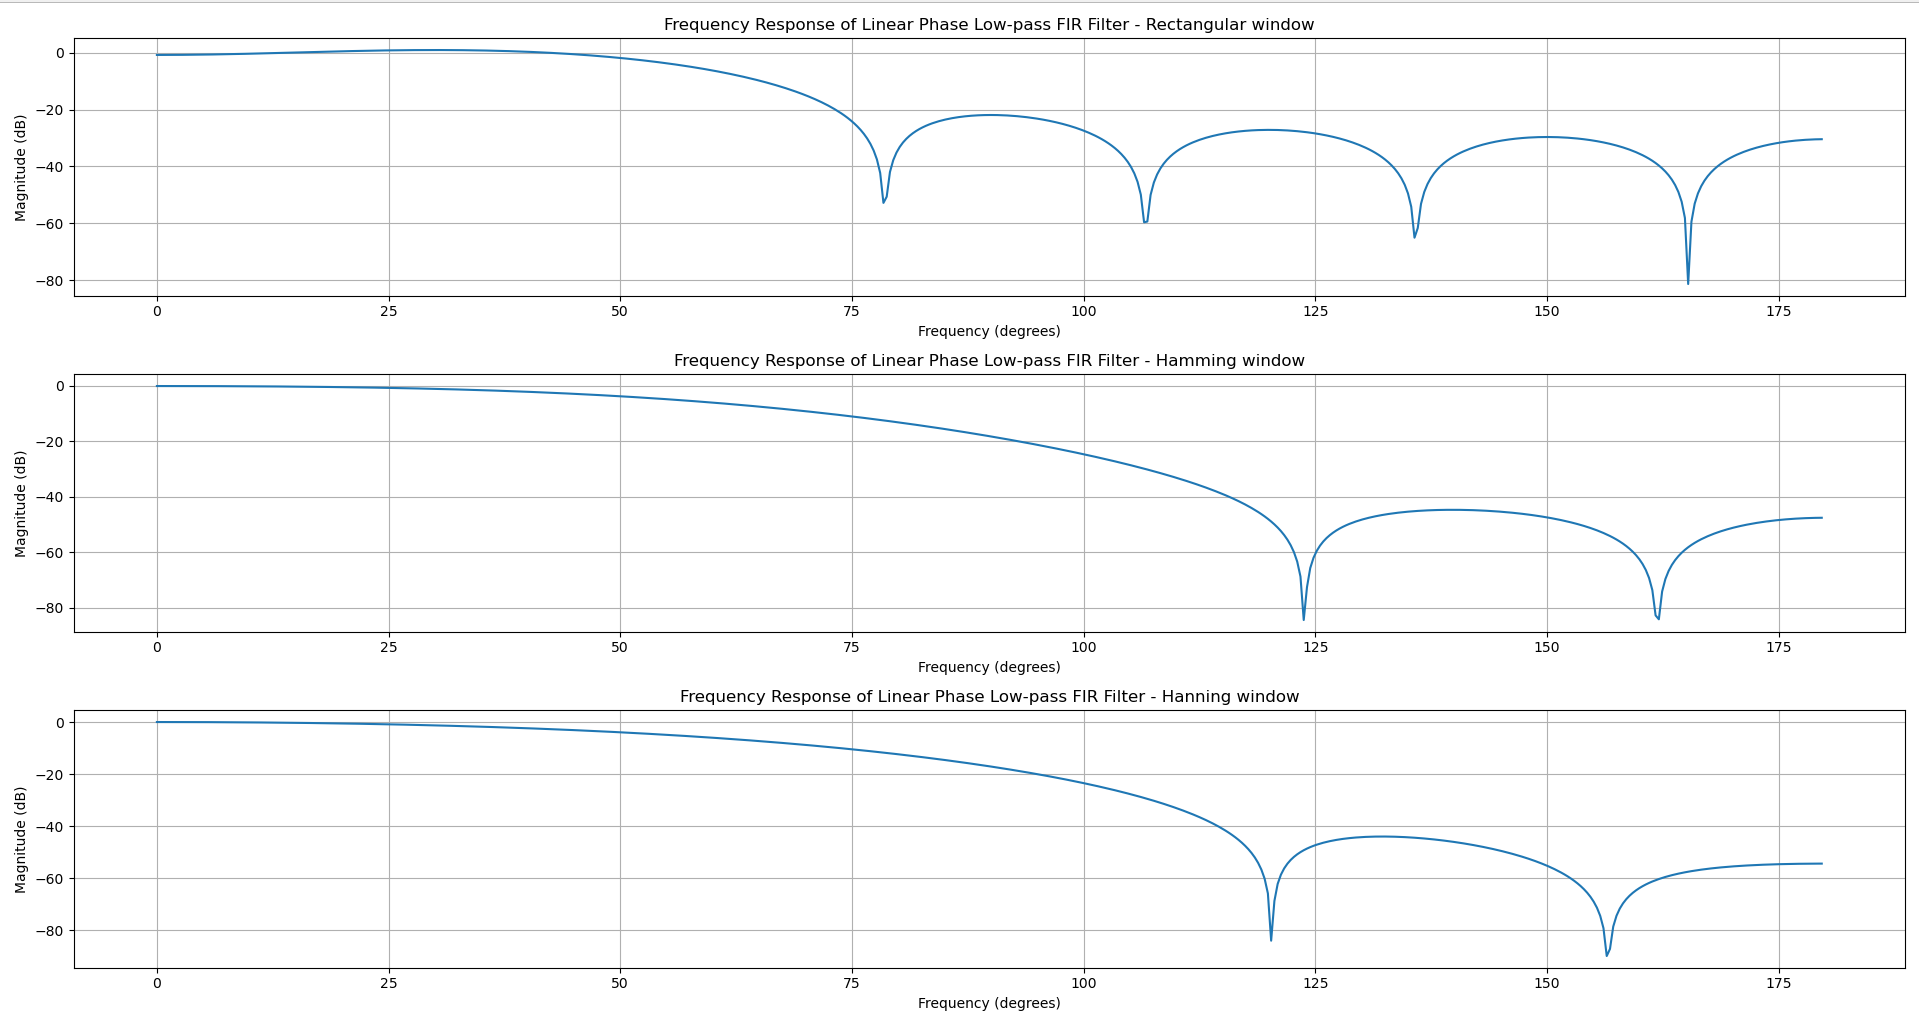 Frequency Response of Linear Phase Low-pass FIR Filter - Rectangular window
0
−20
−40
−60
−80
Magnitude (dB)
0 25 50 75 100 125 150 175
Frequency (degrees)
Frequency Response of Linear Phase Low-pass FIR Filter - Hamming window
0
−20
−40
−60
−80
Magnitude (dB)
0 25 50 75 100 125 150 175
Frequency (degrees)
Frequency Response of Linear Phase Low-pass FIR Filter - Hanning window
0
−20
−40
−60
−80
Magnitude (dB)
0 25 50 75 100 125 150 175
Frequency (degrees)